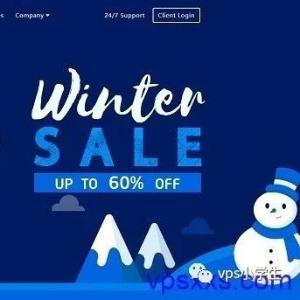 Company
24/7 Support
Client Login
Winter
SALE
UP TO 60% OFF
vps小学生
vpsxxs.com